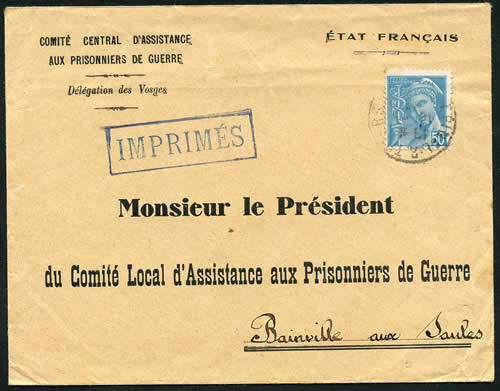 COMITÉ CENTRAL D'ASSISTANCE
AUX PRISONNIERS DE GUERRE
Délégation des Vosges
ÉTAT FRANÇAIS
50
IMPRIMÉS
Monsieur le Président
du Comité Local d'Assistance aux Prisonniers de Guerre
Bainville aux Saules